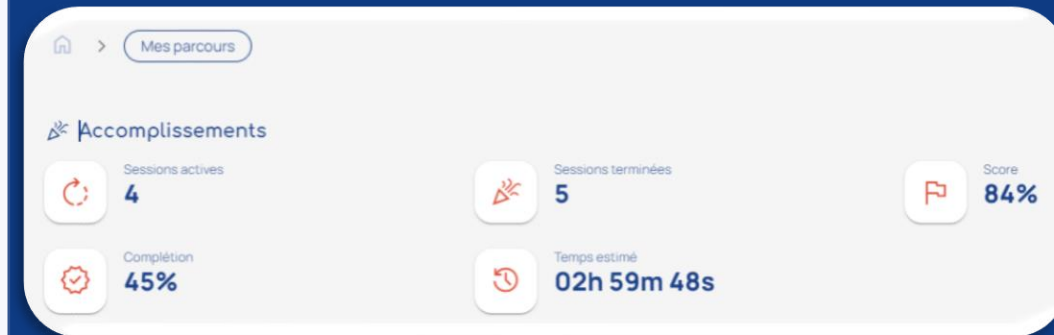 Mes parcours
Accomplissements
Sessions actives
4
Sessions terminées
5
Score
84%
Complétion
45%
Temps estimé
02h 59m 48s